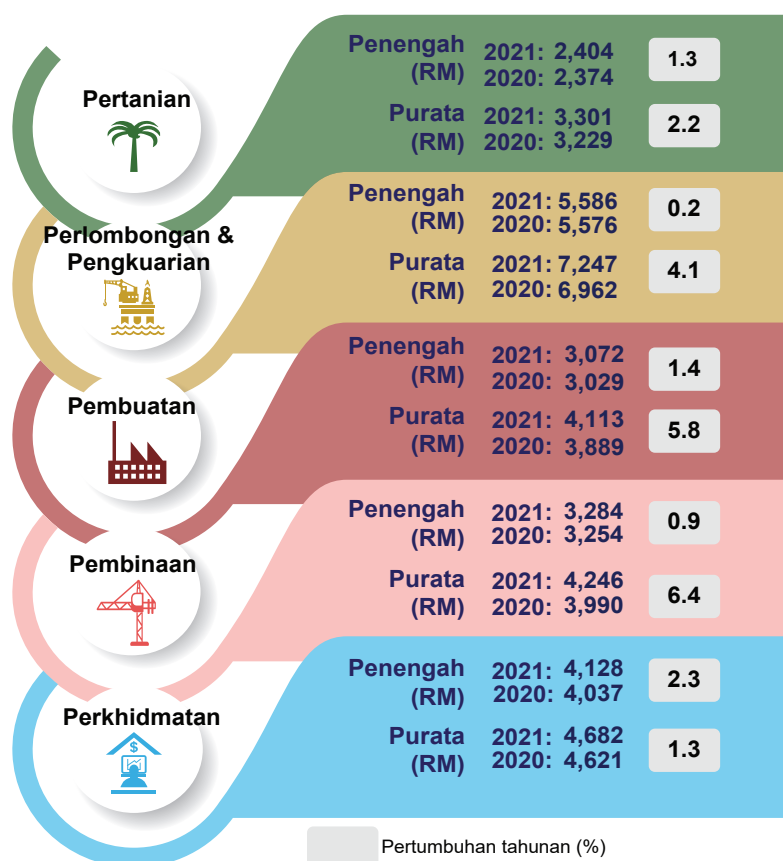 Pertanian
Penengah 2021: 2,404 1.3
(RM) 2020: 2,374
Purata 2021: 3,301 2.2
(RM) 2020: 3,229
Perlombongan &
Pengkuarian
Penengah 2021: 5,586 0.2
(RM) 2020: 5,576
Purata 2021: 7,247 4.1
(RM) 2020: 6,962
Pembuatan
Penengah 2021: 3,072 1.4
(RM) 2020: 3,029
Purata 2021: 4,113 5.8
(RM) 2020: 3,889
Pembinaan
Penengah 2021: 3,284 0.9
(RM) 2020: 3,254
Purata 2021: 4,246 6.4
(RM) 2020: 3,990
Perkhidmatan
$
Penengah 2021: 4,128 2.3
(RM) 2020: 4,037
Purata 2021: 4,682 1.3
(RM) 2020: 4,621
Pertumbuhan tahunan (%)